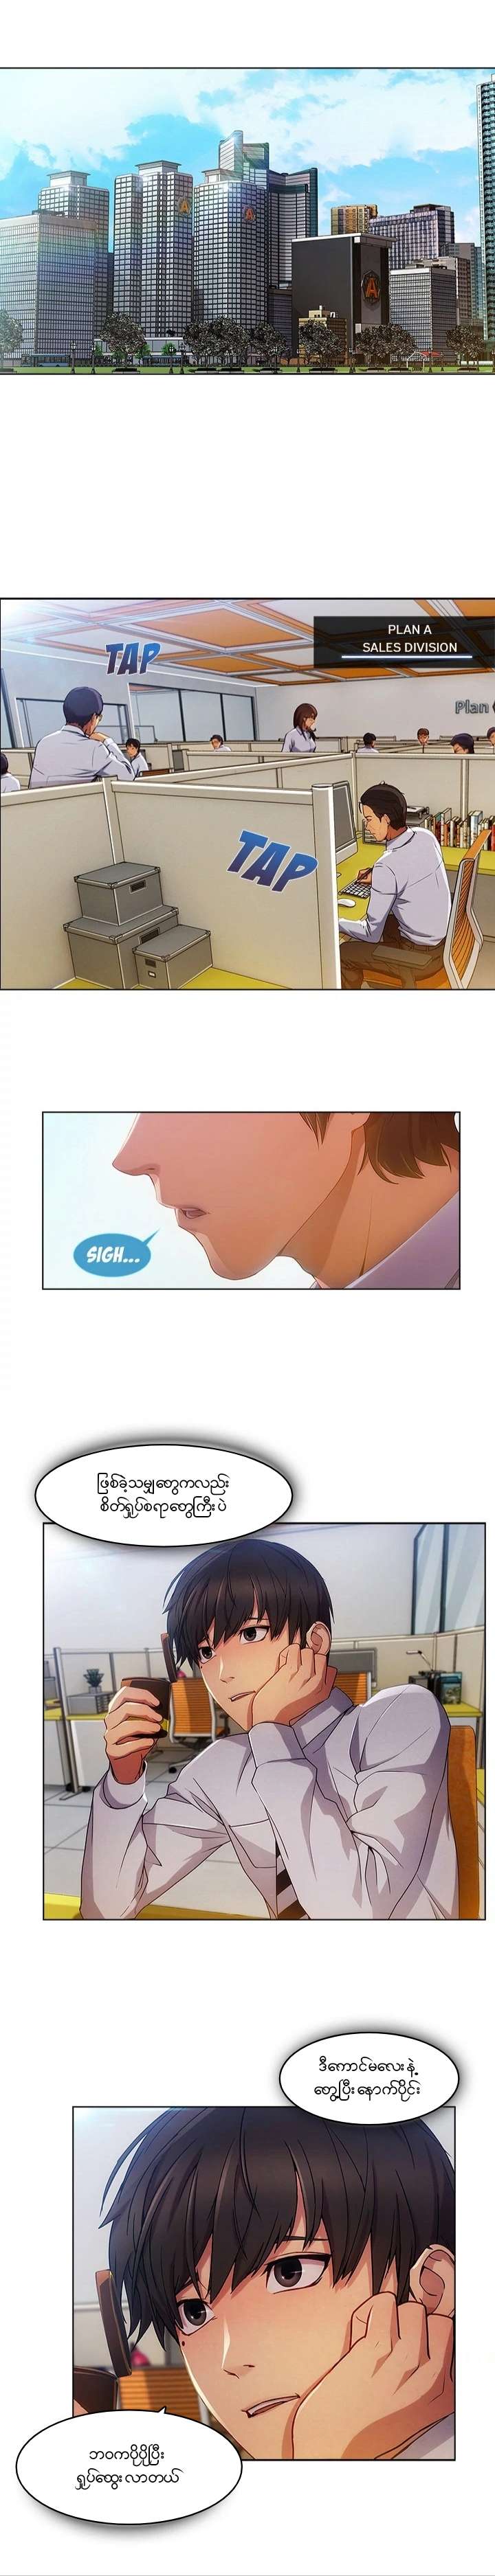 A
A
A
PLAN A
SALES DIVISION
TAP
Plan
TAP
SIGH...
ဖြစ်ခဲ့သမျှတွေကလည်း
စိတ်ရှုပ်စရာတွေကြီးပဲ
ဒီကောင်မလေးနဲ့
တွေ့ပြီးနောက်ပိုင်း
ဘဝကပိုပိုပြီး
ရှုပ်ထွေးလာတယ်